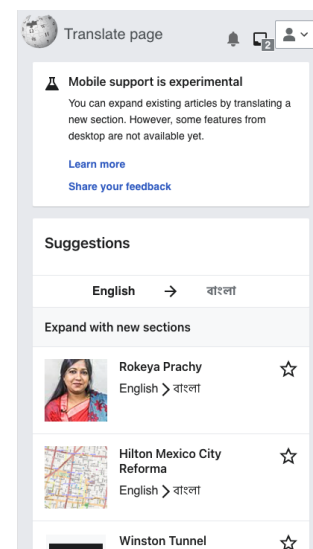 Translate page
2
Mobile support is experimental
You can expand existing articles by translating a
new section. However, some features from
desktop are not available yet.
Learn more
Share your feedback
Suggestions
English → বাংলা
Expand with new sections
Rokeya Prachy
English > বাংলা
Hilton Mexico City
Reforma
English > বাংলা
Winston Tunnel